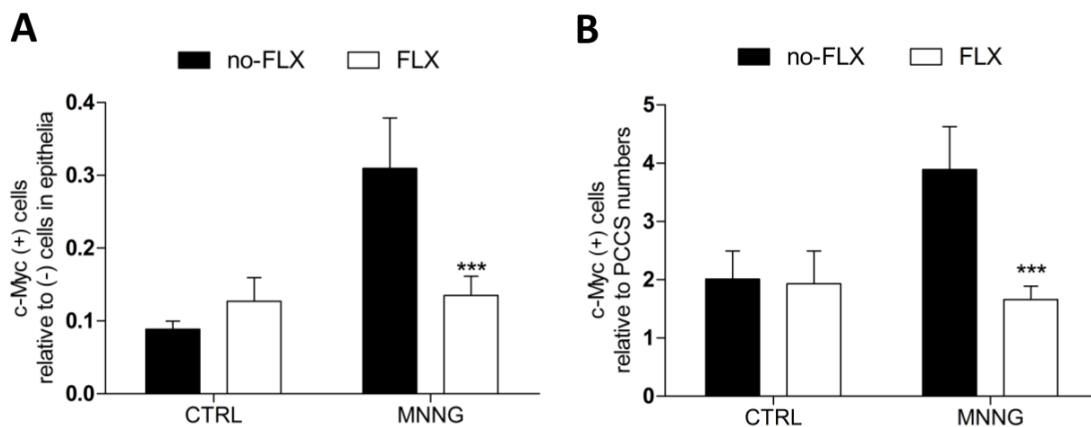 A
no-FLX FLX
c-Myc (+) cells
relative to (-) cells in epithelia
0.4
0.3
0.2
0.1
0.0
***
CTRL MNNG
B
no-FLX FLX
c-Myc (+) cells
relative to PCCS numbers
5
4
3
2
1
0
***
CTRL MNNG